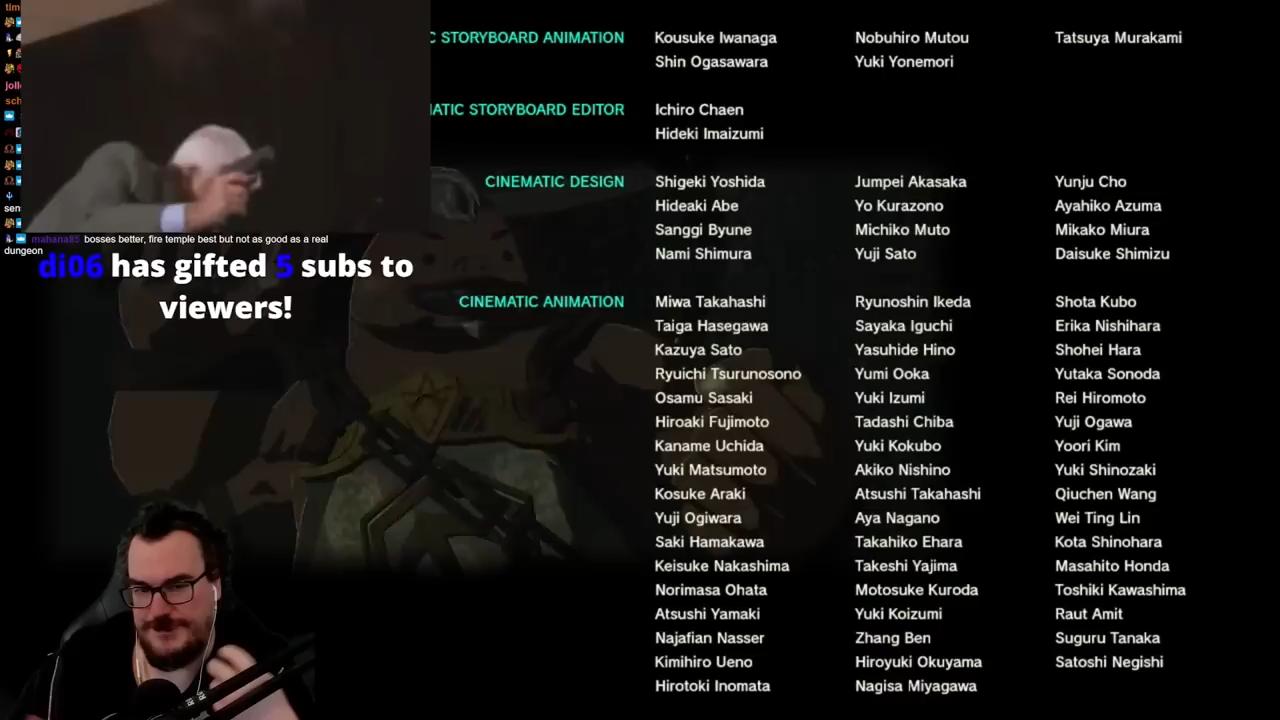 tim
joll
sch
sens
mahana85 bosses better, fire temple best but not as good as a real
dungeon
di06 has gifted 5 subs to
viewers!
C STORYBOARD ANIMATION Kousuke Iwanaga Nobuhiro Mutou Tatsuya Murakami
Shin Ogasawara Yuki Yonemori
MATIC STORYBOARD EDITOR Ichiro Chaen
Hideki Imaizumi
CINEMATIC DESIGN Shigeki Yoshida Jumpei Akasaka Yunju Cho
Hideaki Abe Yo Kurazono Ayahiko Azuma
Sanggi Byune Michiko Muto Mikako Miura
Nami Shimura Yuji Sato Daisuke Shimizu
CINEMATIC ANIMATION Miwa Takahashi Ryunoshin Ikeda Shota Kubo
Taiga Hasegawa Sayaka Iguchi Erika Nishihara
Kazuya Sato Yasuhide Hino Shohei Hara
Ryuichi Tsurunosono Yumi Ooka Yutaka Sonoda
Osamu Sasaki Yuki Izumi Rei Hiromoto
Hiroaki Fujimoto Tadashi Chiba Yuji Ogawa
Kaname Uchida Yuki Kokubo Yoori Kim
Yuki Matsumoto Akiko Nishino Yuki Shinozaki
Kosuke Araki Atsushi Takahashi Qiuchen Wang
Yuji Ogiwara Aya Nagano Wei Ting Lin
Saki Hamakawa Takahiko Ehara Kota Shinohara
Keisuke Nakashima Takeshi Yajima Masahito Honda
Norimasa Ohata Motosuke Kuroda Toshiki Kawashima
Atsushi Yamaki Yuki Koizumi Raut Amit
Najafian Nasser Zhang Ben Suguru Tanaka
Kimihiro Ueno Hiroyuki Okuyama Satoshi Negishi
Hirotoki Inomata Nagisa Miyagawa